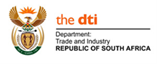 the dti
Department:
Trade and Industry
REPUBLIC OF SOUTH AFRICA